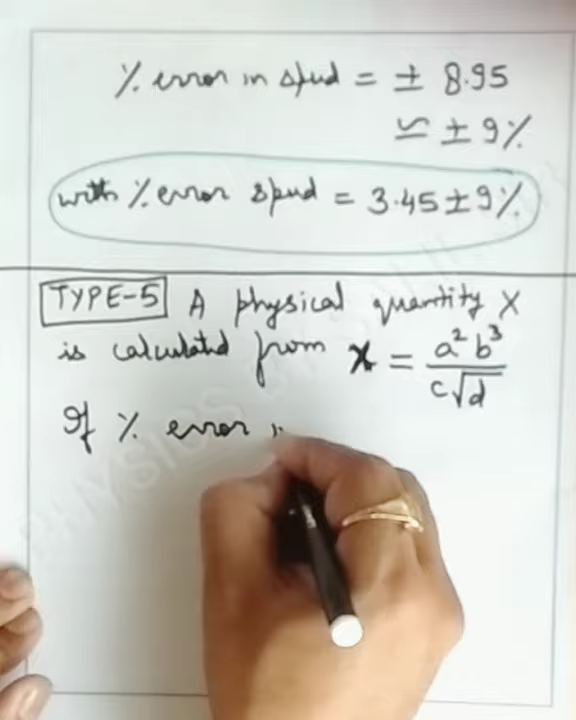 % error in speed = ± 8.95
≃ ± 9%
with % error speed = 3.45 ± 9%
TYPE-5 A physical quantity X
is calculated from X = a²b³ / c√d
If % error